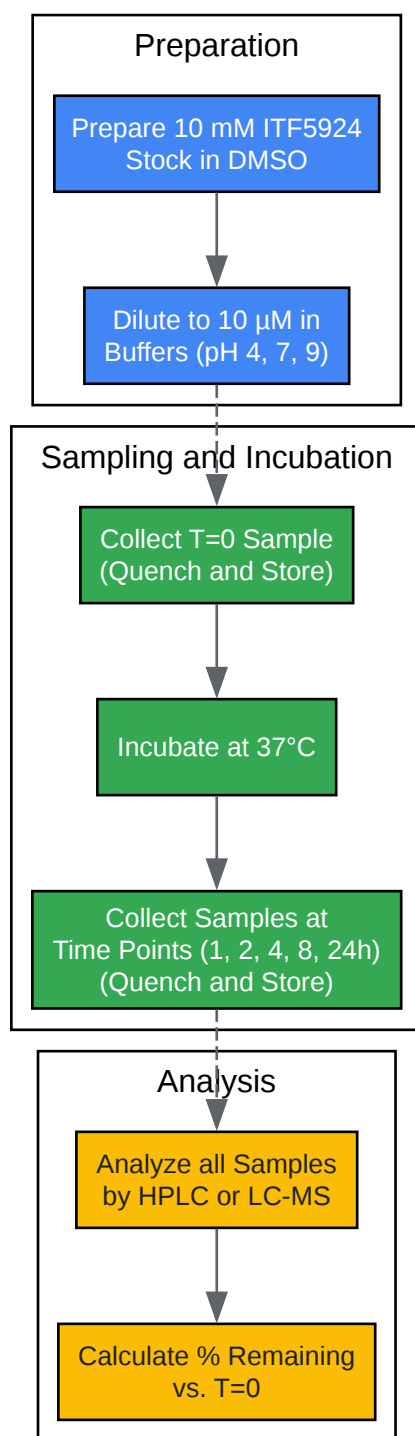 Preparation
Prepare 10 mM ITF5924
Stock in DMSO
Dilute to 10 µM in
Buffers (pH 4, 7, 9)
Sampling and Incubation
Collect T=0 Sample
(Quench and Store)
Incubate at 37°C
Collect Samples at
Time Points (1, 2, 4, 8, 24h)
(Quench and Store)
Analysis
Analyze all Samples
by HPLC or LC-MS
Calculate % Remaining
vs. T=0